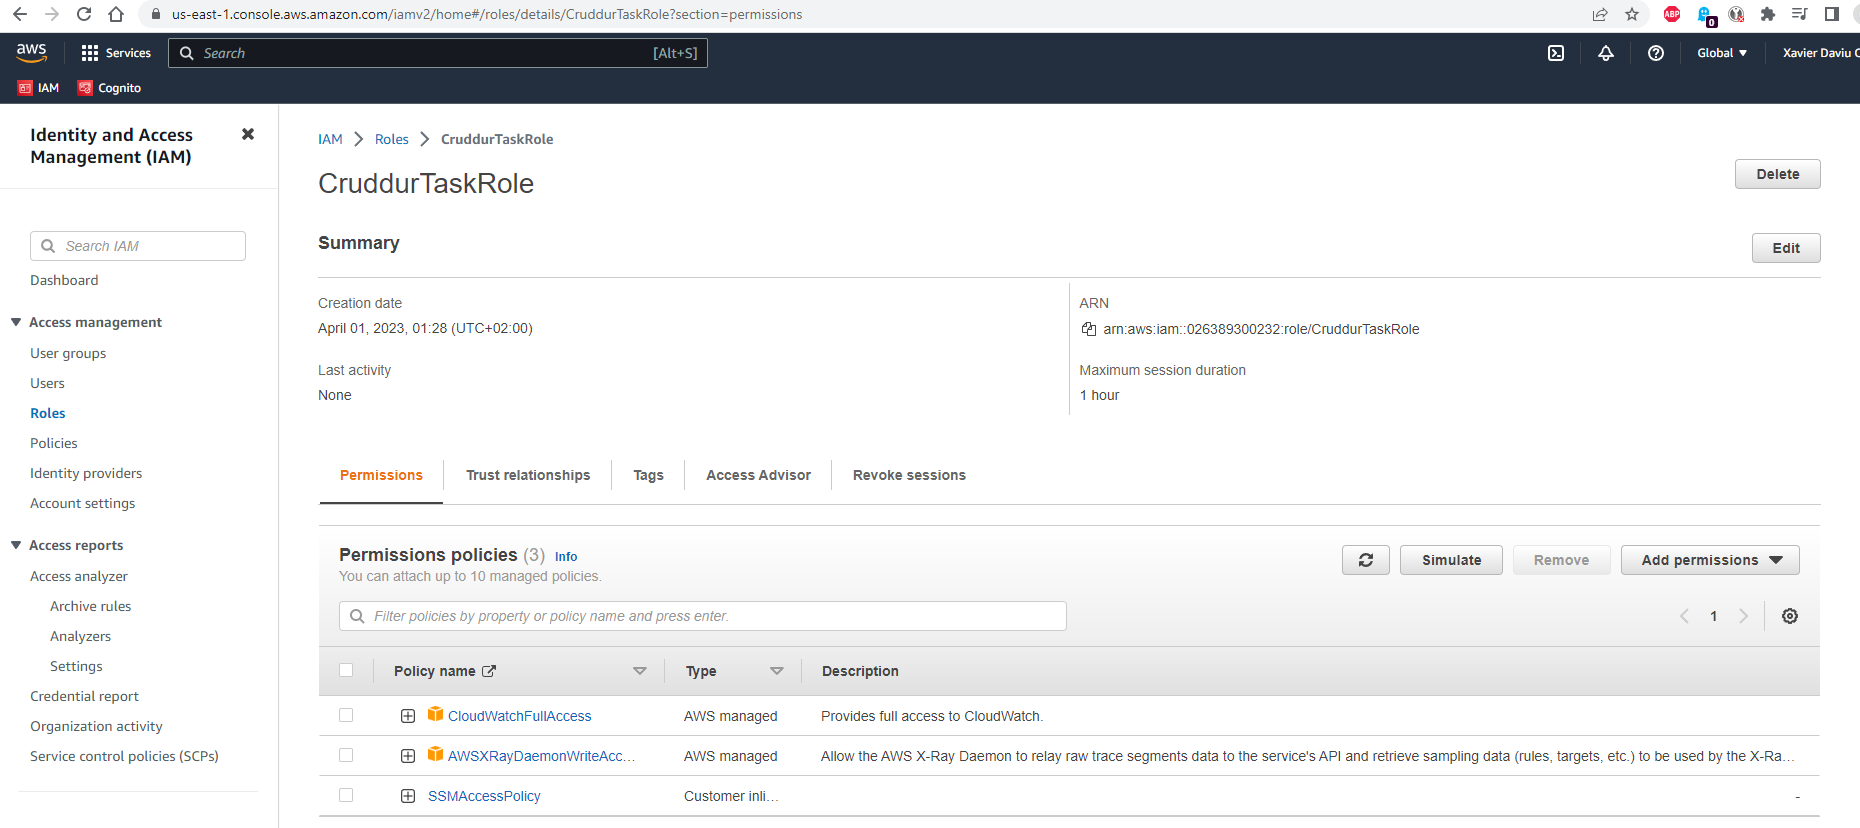 us-east-1.console.aws.amazon.com/iamv2/home#/roles/details/CruddurTaskRole?section=permissions
ABP
0
aws
Services
Search
[Alt+S]
Global
Xavier Daviu
IAM
Cognito
Identity and Access
Management (IAM)
Search IAM
Dashboard
Access management
User groups
Users
Roles
Policies
Identity providers
Account settings
Access reports
Access analyzer
Archive rules
Analyzers
Settings
Credential report
Organization activity
Service control policies (SCPs)
IAM > Roles > CruddurTaskRole
CruddurTaskRole
Delete
Summary
Edit
Creation date
April 01, 2023, 01:28 (UTC+02:00)
ARN
arn:aws:iam::026389300232:role/CruddurTaskRole
Last activity
None
Maximum session duration
1 hour
Permissions
Trust relationships
Tags
Access Advisor
Revoke sessions
Permissions policies (3) Info
You can attach up to 10 managed policies.
Simulate
Remove
Add permissions
Filter policies by property or policy name and press enter.
1
Policy name
Type
Description
CloudWatchFullAccess
AWS managed
Provides full access to CloudWatch.
AWSXRayDaemonWriteAcc...
AWS managed
Allow the AWS X-Ray Daemon to relay raw trace segments data to the service's API and retrieve sampling data (rules, targets, etc.) to be used by the X-Ra...
SSMAccessPolicy
Customer inli...
-